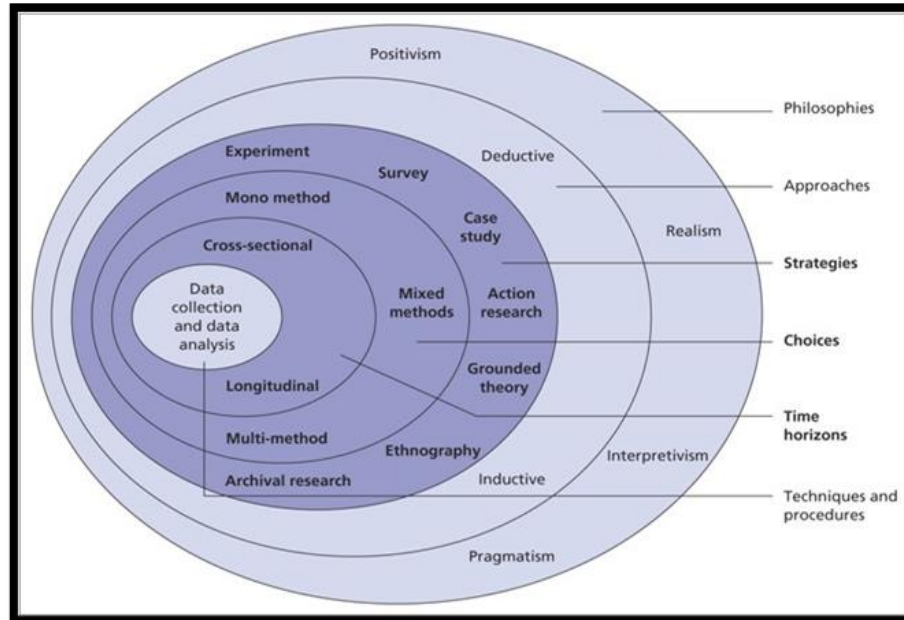 Positivism
Philosophies
Experiment
Deductive
Survey
Approaches
Mono method
Case
study
Realism
Cross-sectional
Strategies
Data
collection
and data
analysis
Mixed
methods
Action
research
Choices
Grounded
theory
Longitudinal
Time
horizons
Multi-method
Ethnography
Interpretivism
Archival research
Inductive
Techniques and
procedures
Pragmatism